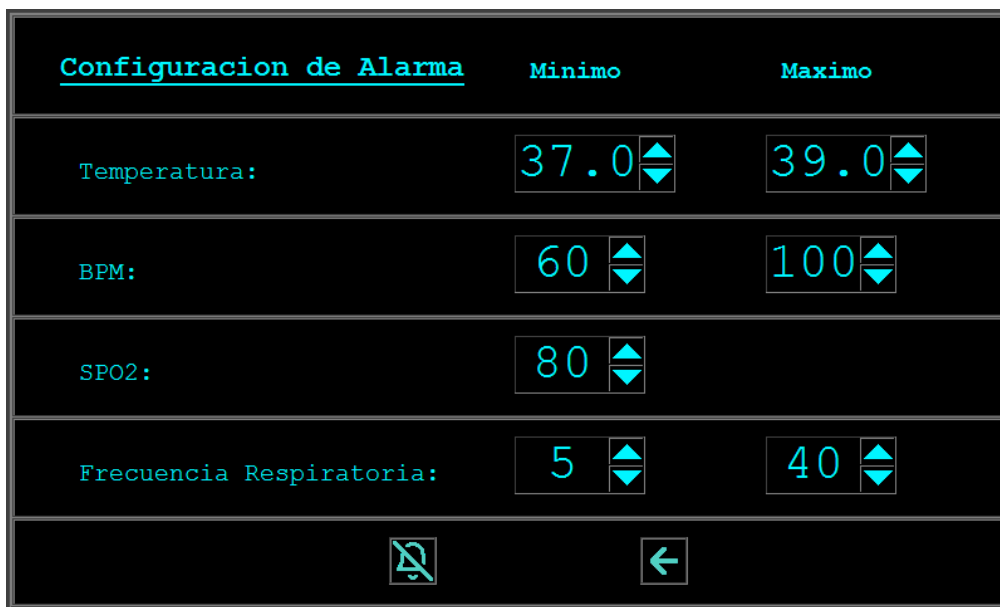 Configuracion de Alarma Minimo Maximo
Temperatura: 37.0 39.0
BPM: 60 100
SPO2: 80
Frecuencia Respiratoria: 5 40